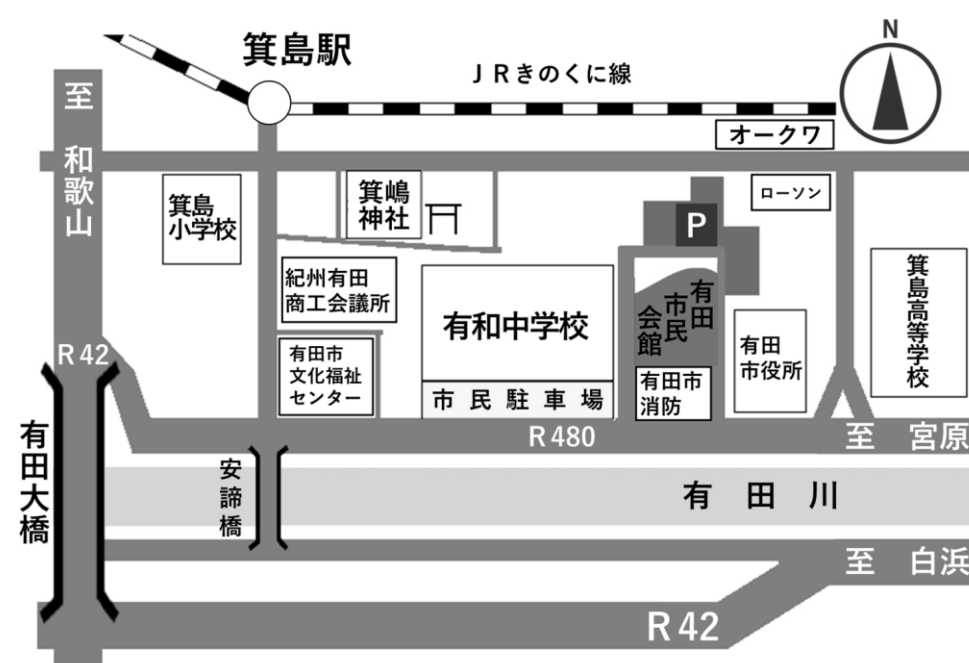 箕島駅
JRきのくに線
N
オークワ
至 和歌山
箕島
小学校
箕嶋
神社
P
ローソン
紀州有田
商工会議所
有和中学校
有田
市民
会館
箕島高等学校
R42
有田市
文化福祉
センター
市民駐車場
有田市
消防
有田
市役所
R480
至 宮原
有田大橋
安諦橋
有田川
至 白浜
R42